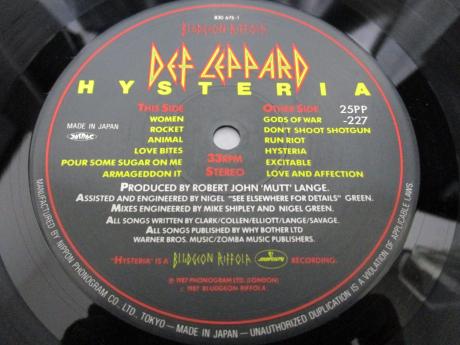 830 675-1
BLUDGEON RIFFOLA
DEF LEPPARD
HYSTERIA
THIS SIDE
WOMEN
ROCKET
ANIMAL
LOVE BITES
POUR SOME SUGAR ON ME
ARMAGEDDON IT
OTHER SIDE
GODS OF WAR
DON'T SHOOT SHOTGUN
RUN RIOT
HYSTERIA
EXCITABLE
LOVE AND AFFECTION
25PP
-227
MADE IN JAPAN
33RPM
STEREO
PRODUCED BY ROBERT JOHN 'MUTT' LANGE.
ASSISTED AND ENGINEERED BY NIGEL "SEE ELSEWHERE FOR DETAILS" GREEN.
MIXES ENGINEERED BY MIKE SHIPLEY AND NIGEL GREEN.
ALL SONGS WRITTEN BY CLARK/COLLEN/ELLIOTT/LANGE/SAVAGE.
ALL SONGS PUBLISHED BY WHY BOTHER LTD
WARNER BROS. MUSIC/ZOMBA MUSIC PUBLISHERS.
"HYSTERIA" IS A BLUDGEON RIFFOLA mercury RECORDING.
℗ 1987 PHONOGRAM LTD. (LONDON)
© 1987 BLUDGEON RIFFOLA
MANUFACTURED BY NIPPON PHONOGRAM CO., LTD. TOKYO – MADE IN JAPAN – UNAUTHORIZED DUPLICATION IS A VIOLATION OF APPLICABLE LAWS.